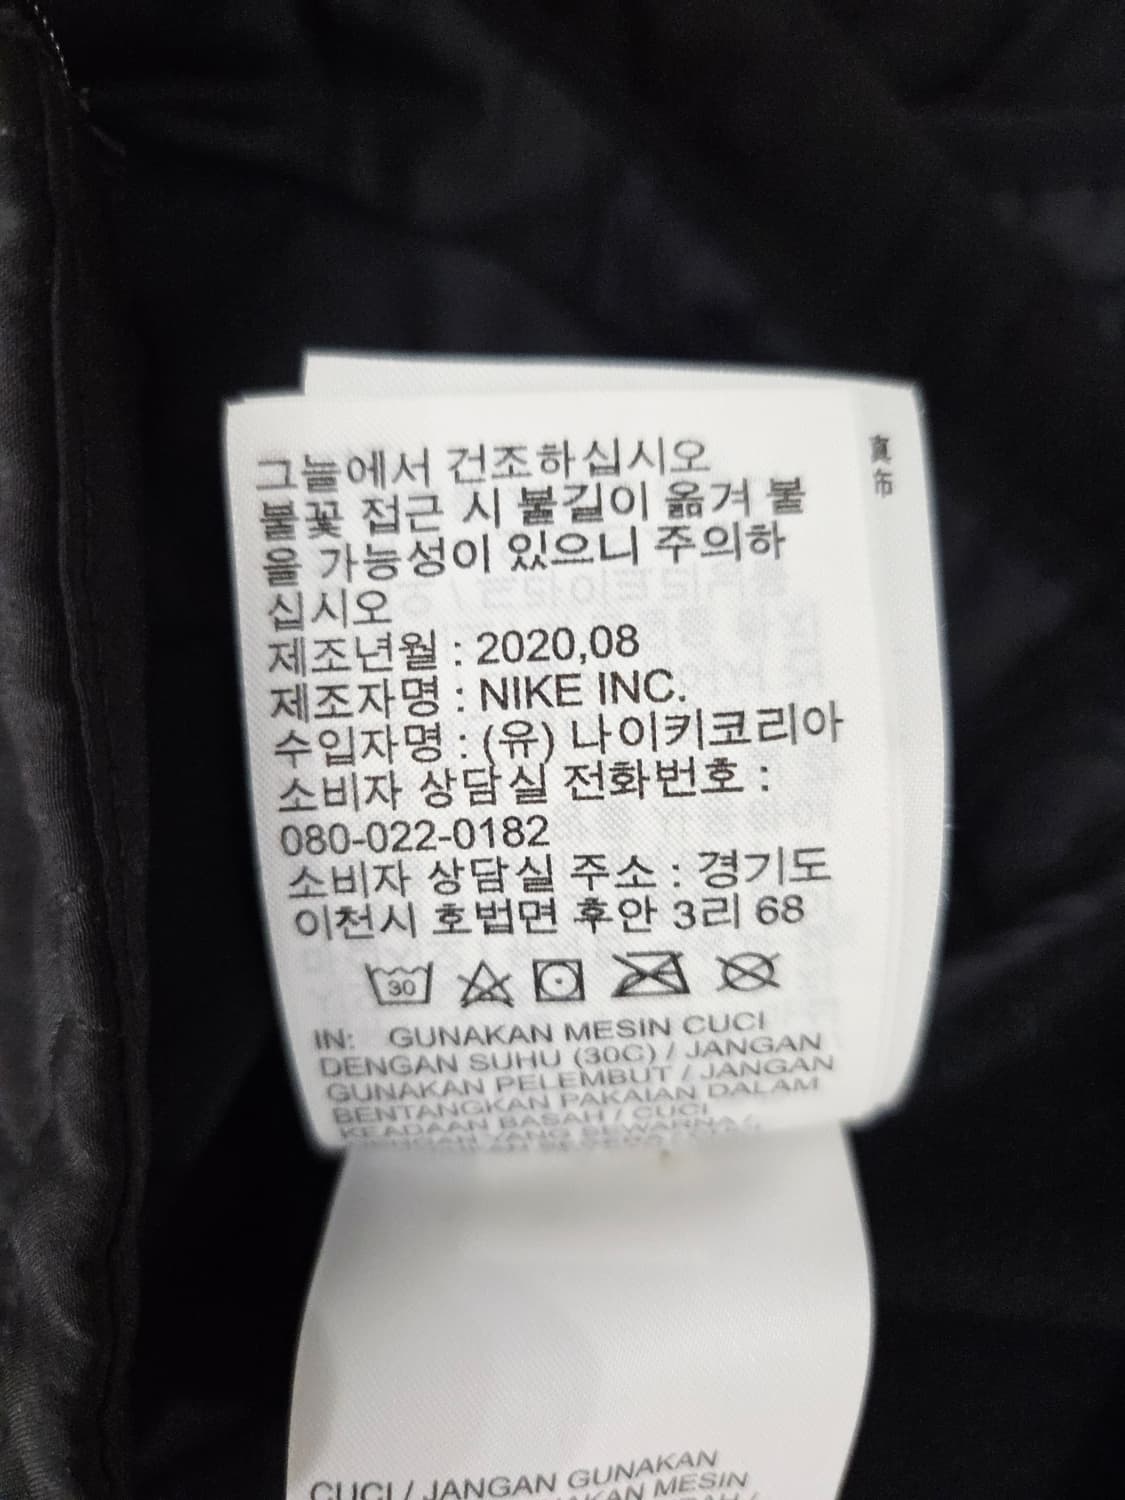 그늘에서 건조하십시오
불꽃 접근 시 불길이 옮겨 붙
을 가능성이 있으니 주의하
십시오
제조년월 : 2020,08
제조자명 : NIKE INC.
수입자명 : (유) 나이키코리아
소비자 상담실 전화번호 :
080-022-0182
소비자 상담실 주소 : 경기도
이천시 호법면 후안 3리 68
30
IN: GUNAKAN MESIN CUCI
DENGAN SUHU (30C) / JANGAN
GUNAKAN PELEMBUT / JANGAN
BENTANGKAN PAKAIAN DALAM
KEADAAN BASAH / CUCI
YANG BEWARNA
CUCI / JANGAN GUNAKAN
MESIN